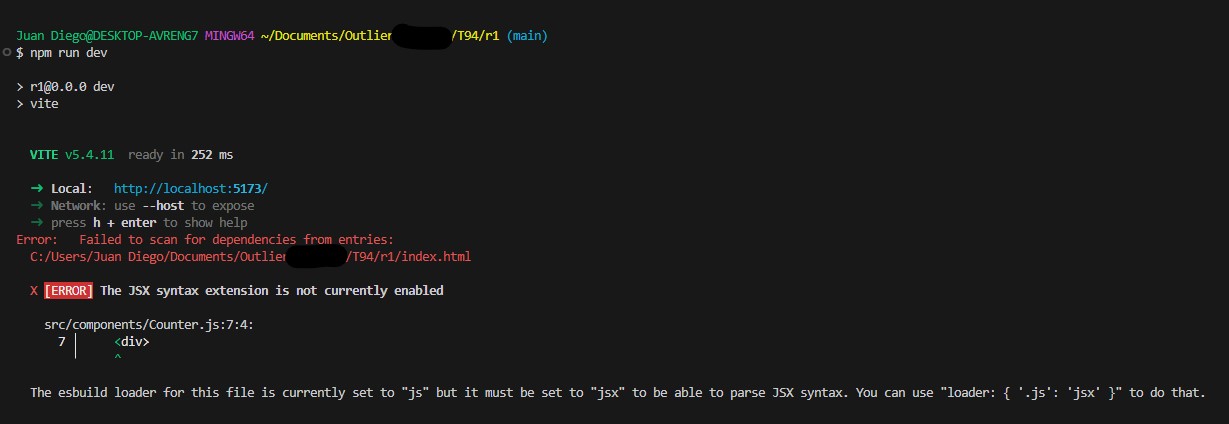 Juan Diego@DESKTOP-AVRENG7 MINGW64 ~/Documents/Outlier /T94/r1 (main)
$ npm run dev
> r1@0.0.0 dev
> vite
VITE v5.4.11 ready in 252 ms
➜ Local: http://localhost:5173/
➜ Network: use --host to expose
➜ press h + enter to show help
Error: Failed to scan for dependencies from entries:
C:/Users/Juan Diego/Documents/Outlier /T94/r1/index.html
X [ERROR] The JSX syntax extension is not currently enabled
src/components/Counter.js:7:4:
7 │ <div>
^
The esbuild loader for this file is currently set to "js" but it must be set to "jsx" to be able to parse JSX syntax. You can use "loader: { '.js': 'jsx' }" to do that.